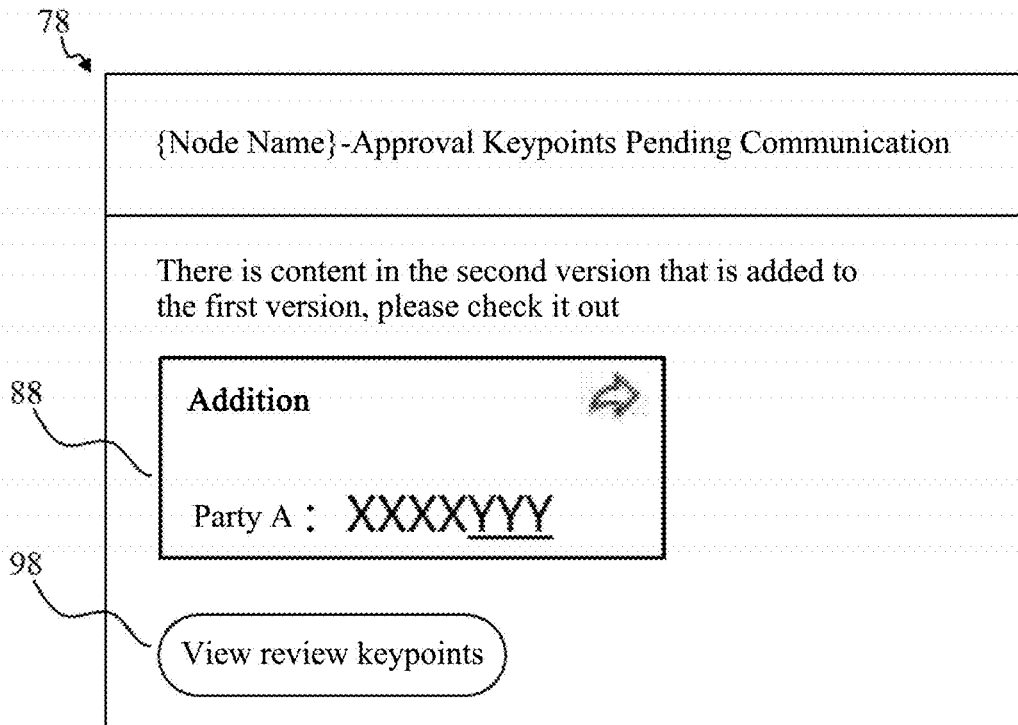 78
{Node Name}-Approval Keypoints Pending Communication
There is content in the second version that is added to
the first version, please check it out
88
Addition
Party A : XXXXYYY
98
View review keypoints